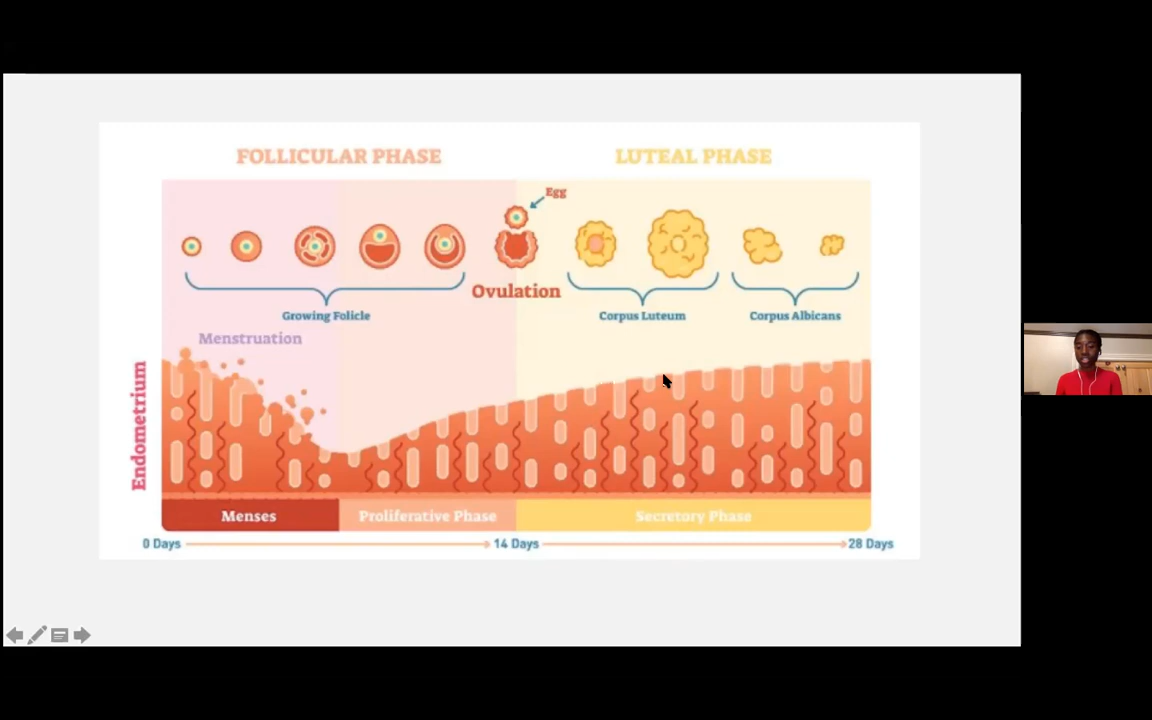 FOLLICULAR PHASE
LUTEAL PHASE
Egg
Ovulation
Growing Folicle
Corpus Luteum
Corpus Albicans
Menstruation
Endometrium
Menses
Proliferative Phase
Secretory Phase
0 Days
14 Days
28 Days